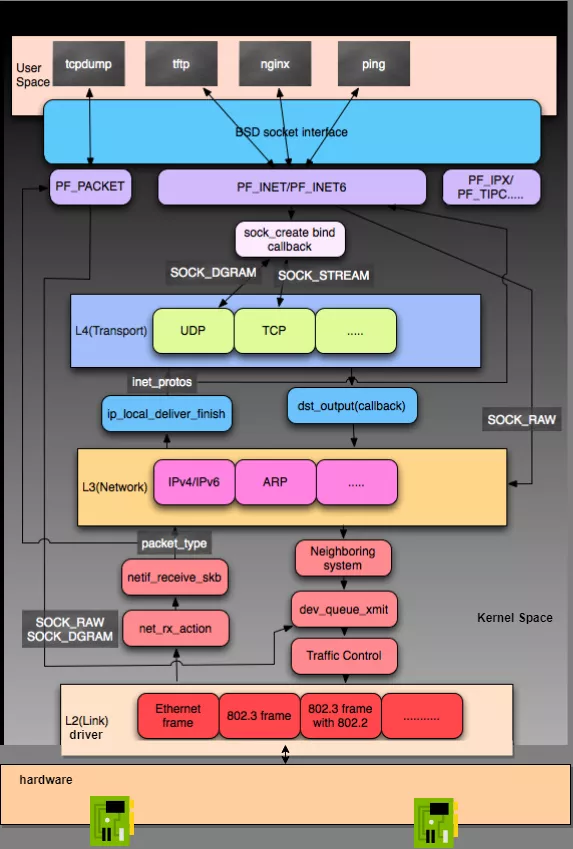 User
Space
tcpdump
tftp
nginx
ping
BSD socket interface
PF_PACKET
PF_INET/PF_INET6
PF_IPX/
PF_TIPC.....
sock_create bind
callback
SOCK_DGRAM
SOCK_STREAM
L4(Transport)
UDP
TCP
.....
inet_protos
ip_local_deliver_finish
dst_output(callback)
SOCK_RAW
L3(Network)
IPv4/IPv6
ARP
.....
packet_type
Neighboring
system
netif_receive_skb
dev_queue_xmit
SOCK_RAW
SOCK_DGRAM
net_rx_action
Kernel Space
Traffic Control
L2(Link)
driver
Ethernet
frame
802.3 frame
802.3 frame
with 802.2
...........
hardware